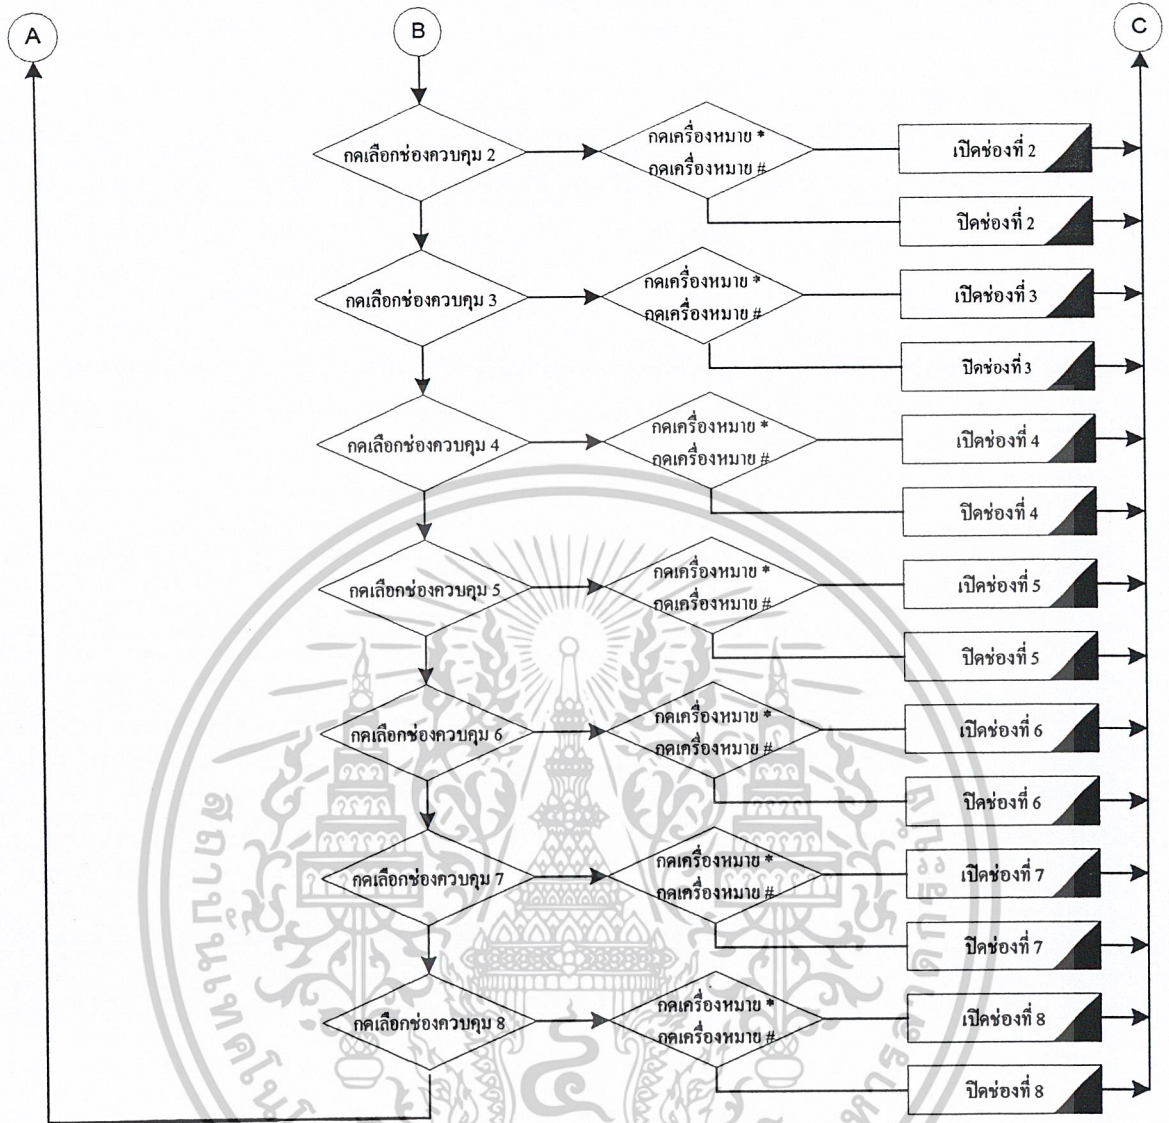 A
B
C
กดเลือกช่องควบคุม 2
กดเครื่องหมาย *
กดเครื่องหมาย #
เปิดช่องที่ 2
ปิดช่องที่ 2
กดเลือกช่องควบคุม 3
กดเครื่องหมาย *
กดเครื่องหมาย #
เปิดช่องที่ 3
ปิดช่องที่ 3
กดเลือกช่องควบคุม 4
กดเครื่องหมาย *
กดเครื่องหมาย #
เปิดช่องที่ 4
ปิดช่องที่ 4
กดเลือกช่องควบคุม 5
กดเครื่องหมาย *
กดเครื่องหมาย #
เปิดช่องที่ 5
ปิดช่องที่ 5
กดเลือกช่องควบคุม 6
กดเครื่องหมาย *
กดเครื่องหมาย #
เปิดช่องที่ 6
ปิดช่องที่ 6
กดเลือกช่องควบคุม 7
กดเครื่องหมาย *
กดเครื่องหมาย #
เปิดช่องที่ 7
ปิดช่องที่ 7
กดเลือกช่องควบคุม 8
กดเครื่องหมาย *
กดเครื่องหมาย #
เปิดช่องที่ 8
ปิดช่องที่ 8